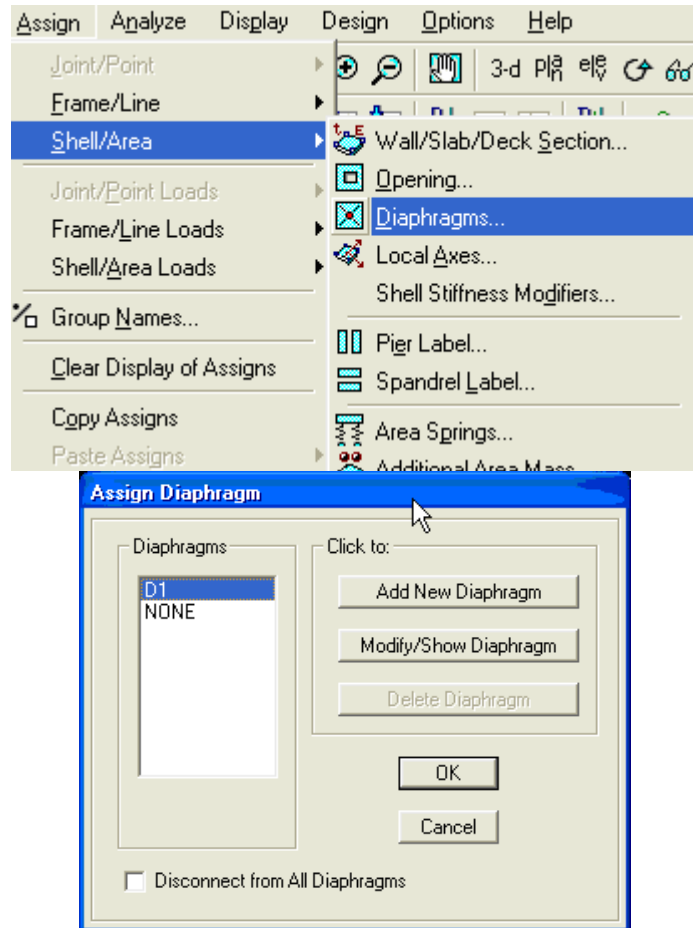 Assign Analyze Display Design Options Help
Joint/Point
Frame/Line
Shell/Area
Joint/Point Loads
Frame/Line Loads
Shell/Area Loads
Group Names...
Clear Display of Assigns
Copy Assigns
Paste Assigns
3-d
Wall/Slab/Deck Section...
Opening...
Diaphragms...
Local Axes...
Shell Stiffness Modifiers...
Pier Label...
Spandrel Label...
Area Springs...
Additional Area Mass
Assign Diaphragm
Diaphragms
D1
NONE
Click to:
Add New Diaphragm
Modify/Show Diaphragm
Delete Diaphragm
OK
Cancel
Disconnect from All Diaphragms